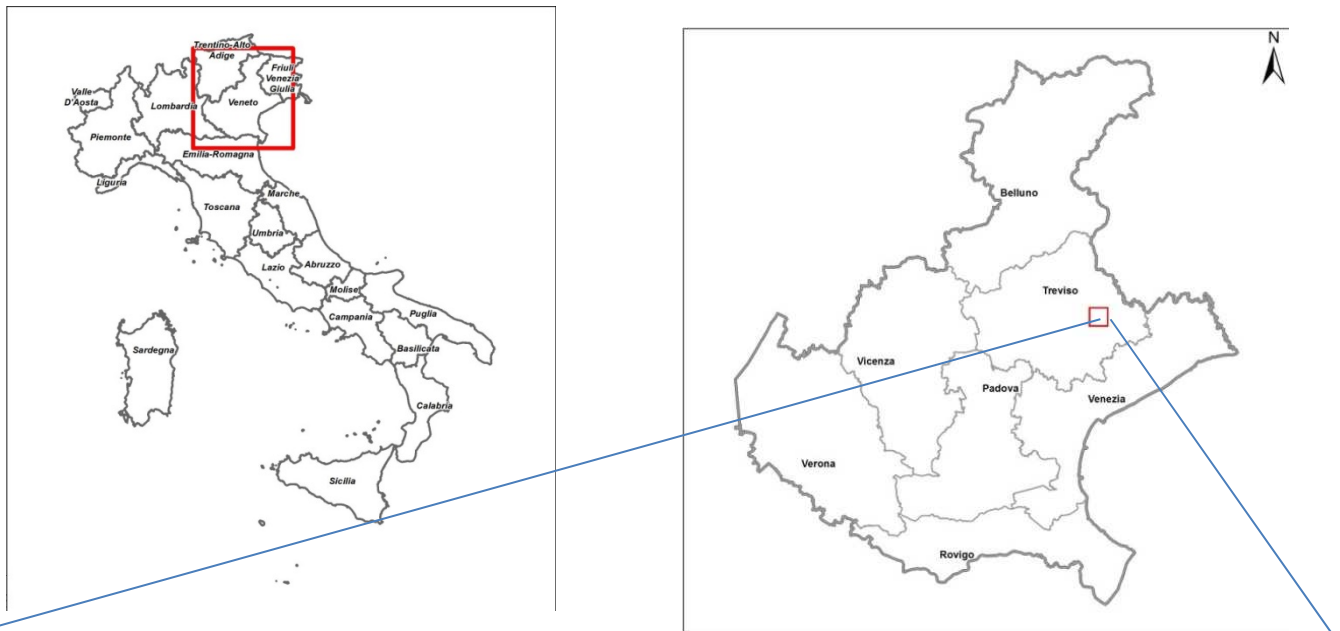 Trentino-Alto
Adige
Friuli
Venezia
Giulia
Valle
D'Aosta
Lombardia
Veneto
Piemonte
Emilia-Romagna
Liguria
Marche
Toscana
Umbria
Lazio
Abruzzo
Molise
Campania
Puglia
Basilicata
Sardegna
Calabria
Sicilia
N
Belluno
Treviso
Vicenza
Padova
Venezia
Verona
Rovigo